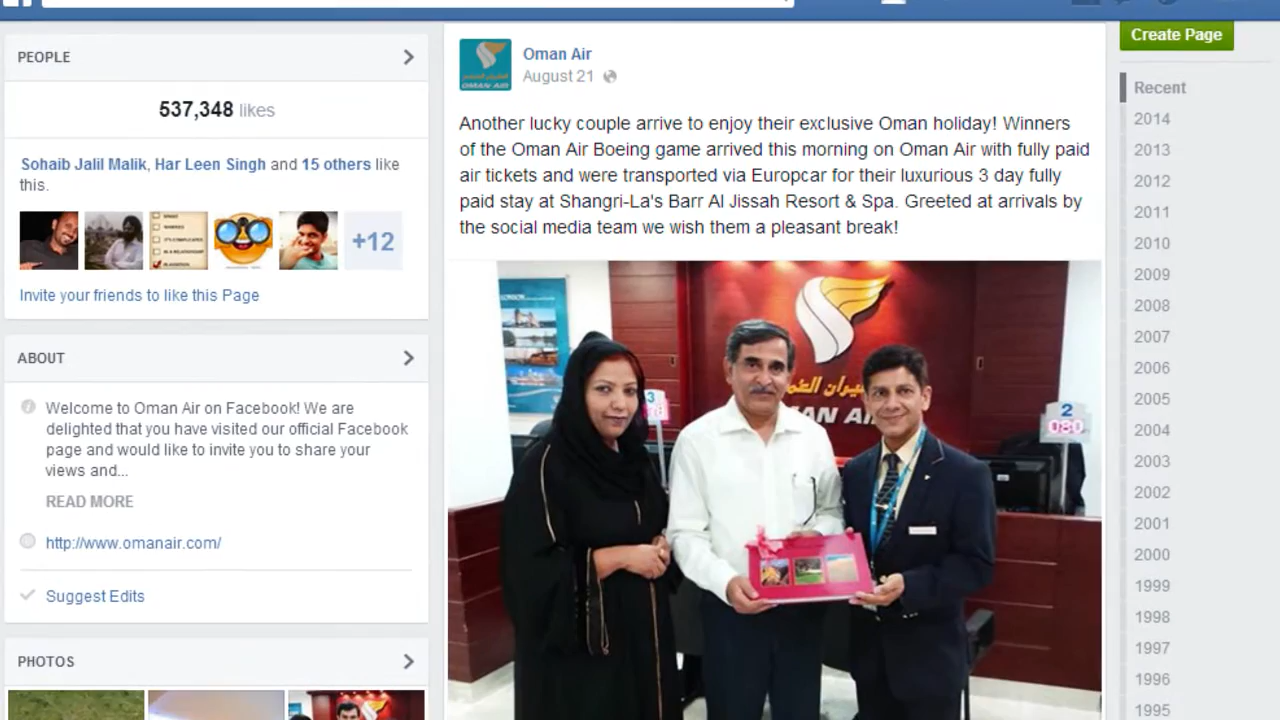 PEOPLE
537,348 likes
Sohaib Jalil Malik, Har Leen Singh and 15 others like
this.
+12
Invite your friends to like this Page
ABOUT
Welcome to Oman Air on Facebook! We are
delighted that you have visited our official Facebook
page and would like to invite you to share your
views and...
READ MORE
http://www.omanair.com/
Suggest Edits
PHOTOS
Oman Air
August 21
OMAN AIR
Another lucky couple arrive to enjoy their exclusive Oman holiday! Winners
of the Oman Air Boeing game arrived this morning on Oman Air with fully paid
air tickets and were transported via Europcar for their luxurious 3 day fully
paid stay at Shangri-La's Barr Al Jissah Resort & Spa. Greeted at arrivals by
the social media team we wish them a pleasant break!
LONDON
3
2
080
Create Page
Recent
2014
2013
2012
2011
2010
2009
2008
2007
2006
2005
2004
2003
2002
2001
2000
1999
1998
1997
1996
1995